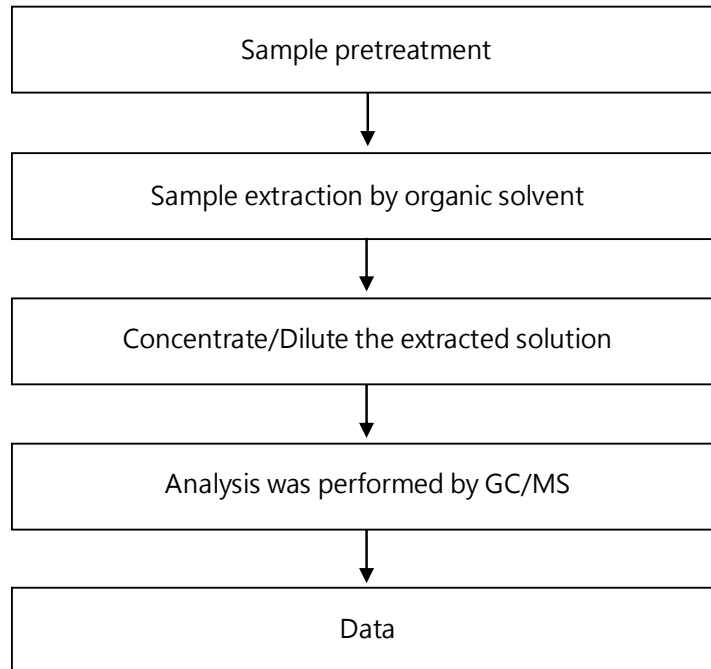 Sample pretreatment
Sample extraction by organic solvent
Concentrate/Dilute the extracted solution
Analysis was performed by GC/MS
Data